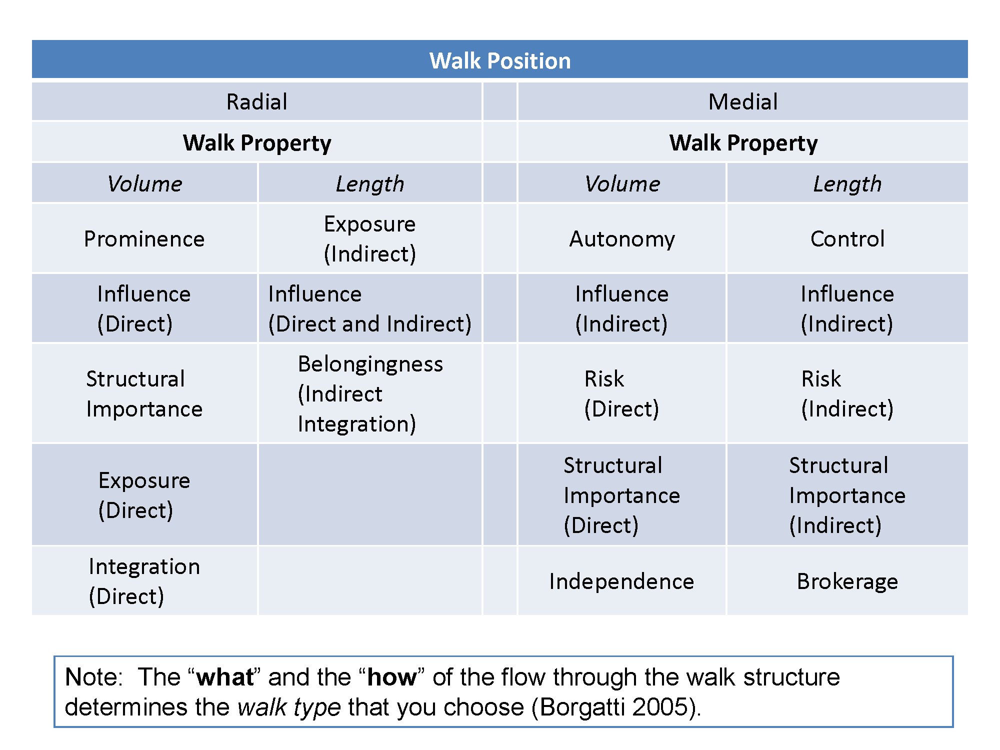 Walk Position
Radial Medial
Walk Property Walk Property
Volume Length Volume Length
Prominence
Exposure
(Indirect)
Autonomy
Control
Influence
(Direct)
Influence
(Direct and Indirect)
Influence
(Indirect)
Influence
(Indirect)
Structural
Importance
Belongingness
(Indirect
Integration)
Risk
(Direct)
Risk
(Indirect)
Exposure
(Direct)
Structural
Importance
(Direct)
Structural
Importance
(Indirect)
Integration
(Direct)
Independence
Brokerage
Note:  The “what” and the “how” of the flow through the walk structure
determines the walk type that you choose (Borgatti 2005).